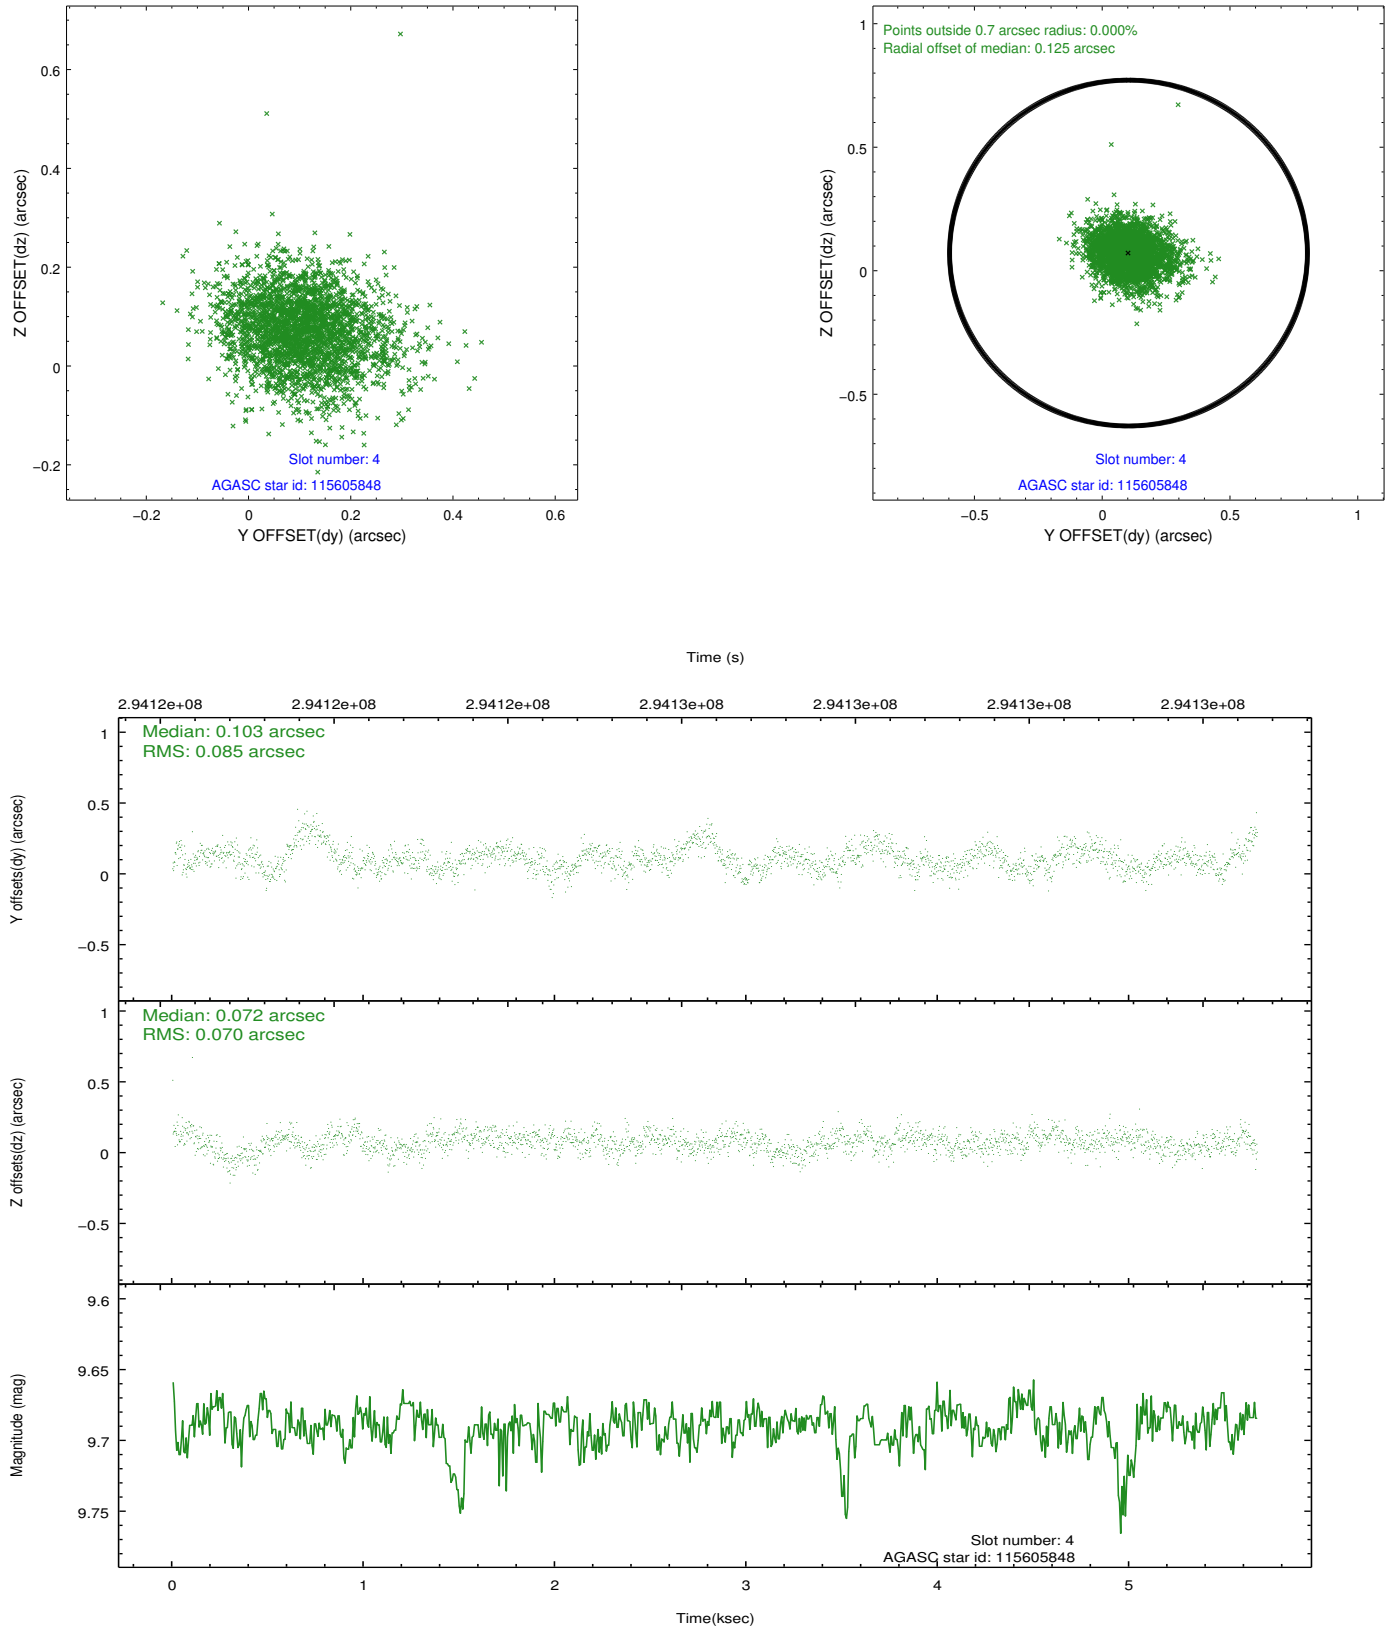 0.6
0.4
0.2
0
−0.2
Z OFFSET(dz) (arcsec)
Slot number: 4
AGASC star id: 115605848
−0.2 0 0.2 0.4 0.6
Y OFFSET(dy) (arcsec)
Points outside 0.7 arcsec radius: 0.000%
Radial offset of median: 0.125 arcsec
1
0.5
0
−0.5
Z OFFSET(dz) (arcsec)
Slot number: 4
AGASC star id: 115605848
−0.5 0 0.5 1
Y OFFSET(dy) (arcsec)
Time (s)
2.9412e+08 2.9412e+08 2.9412e+08 2.9413e+08 2.9413e+08 2.9413e+08 2.9413e+08
Median: 0.103 arcsec
RMS: 0.085 arcsec
1
0.5
0
−0.5
Y offsets(dy) (arcsec)
Median: 0.072 arcsec
RMS: 0.070 arcsec
1
0.5
0
−0.5
Z offsets(dz) (arcsec)
9.6
9.65
9.7
9.75
Magnitude (mag)
Slot number: 4
AGASC star id: 115605848
0 1 2 3 4 5
Time(ksec)